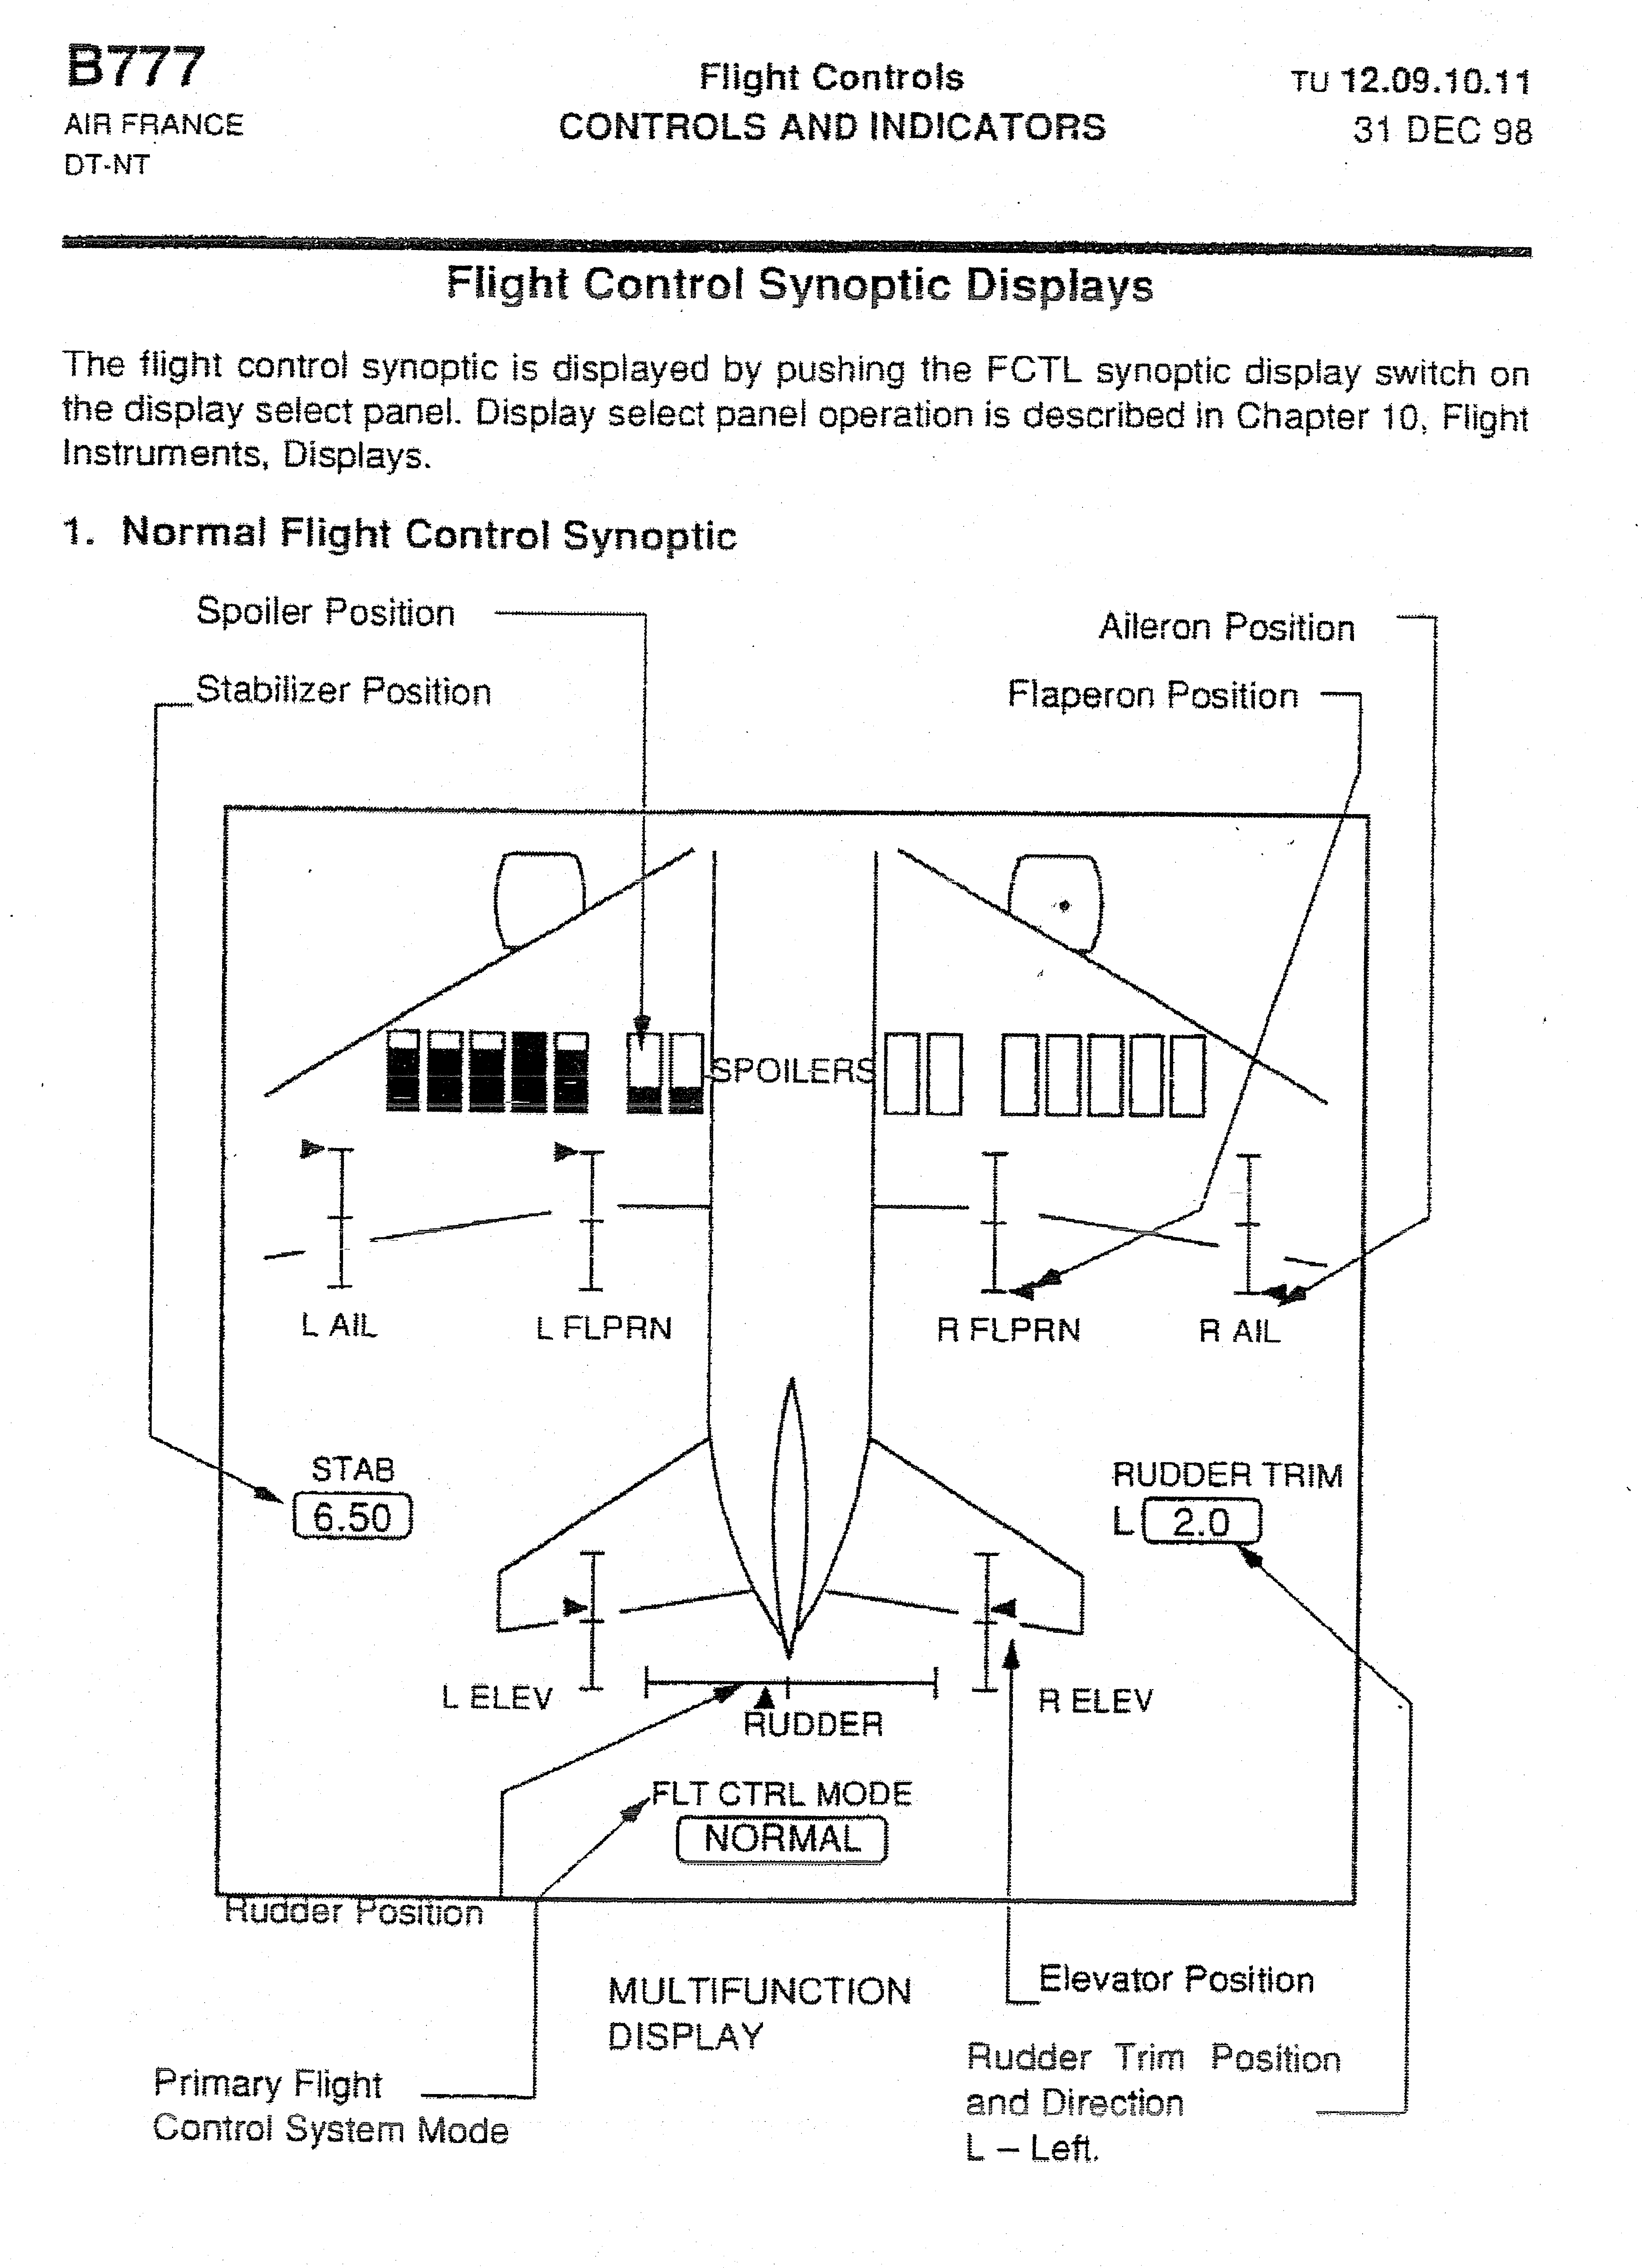 B777
AIR FRANCE
DT-NT
Flight Controls
CONTROLS AND INDICATORS
TU 12.09.10.11
31 DEC 98
Flight Control Synoptic Displays
The flight control synoptic is displayed by pushing the FCTL synoptic display switch on
the display select panel. Display select panel operation is described in Chapter 10, Flight
Instruments, Displays.
1. Normal Flight Control Synoptic
Spoiler Position
Aileron Position
Stabilizer Position
Flaperon Position
SPOILERS
L AIL
L FLPRN
R FLPRN
R AIL
STAB
6.50
RUDDER TRIM
L 2.0
L ELEV
R ELEV
RUDDER
FLT CTRL MODE
NORMAL
Rudder Position
MULTIFUNCTION
DISPLAY
Elevator Position
Primary Flight
Control System Mode
Rudder Trim Position
and Direction
L – Left.